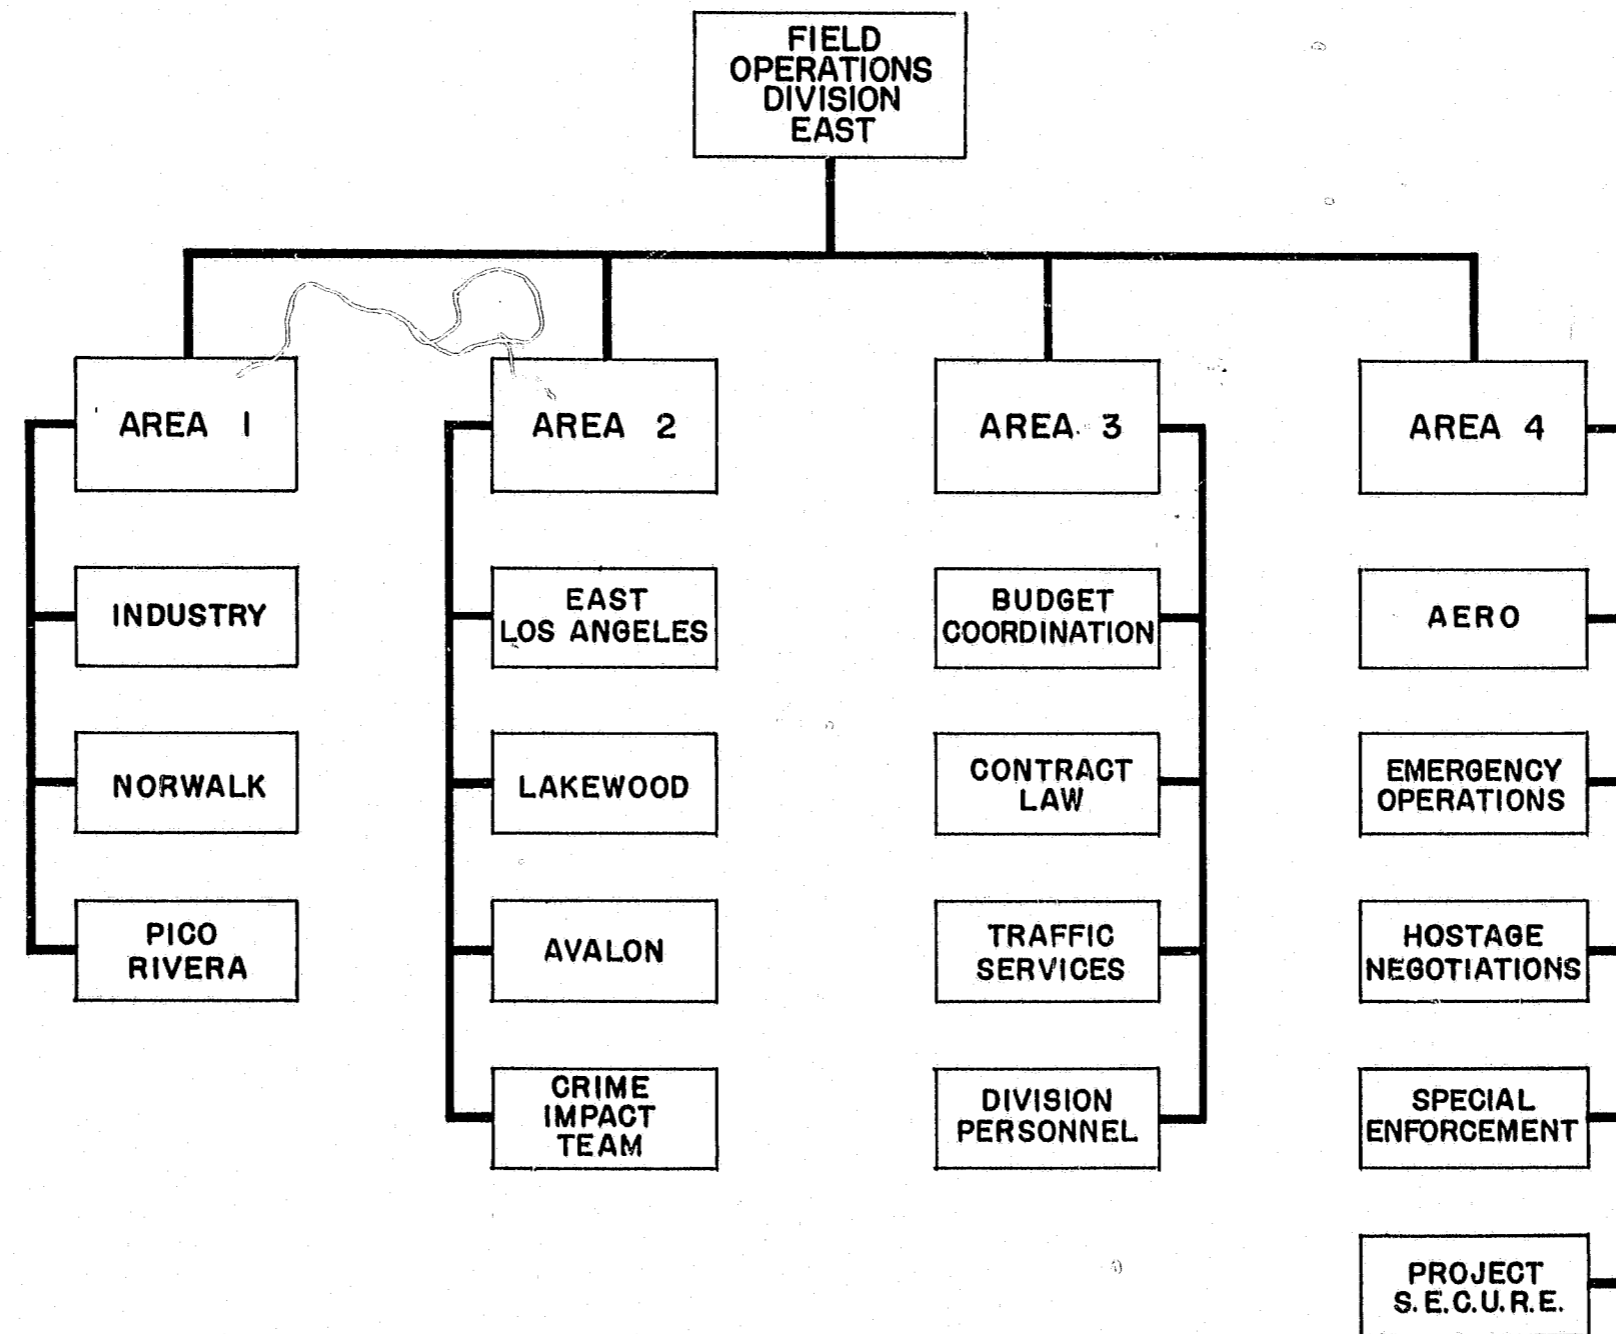 FIELD
OPERATIONS
DIVISION
EAST
AREA 1
AREA 2
AREA 3
AREA 4
INDUSTRY
EAST
LOS ANGELES
BUDGET
COORDINATION
AERO
NORWALK
LAKEWOOD
CONTRACT
LAW
EMERGENCY
OPERATIONS
PICO
RIVERA
AVALON
TRAFFIC
SERVICES
HOSTAGE
NEGOTIATIONS
CRIME
IMPACT
TEAM
DIVISION
PERSONNEL
SPECIAL
ENFORCEMENT
PROJECT
S.E.C.U.R.E.